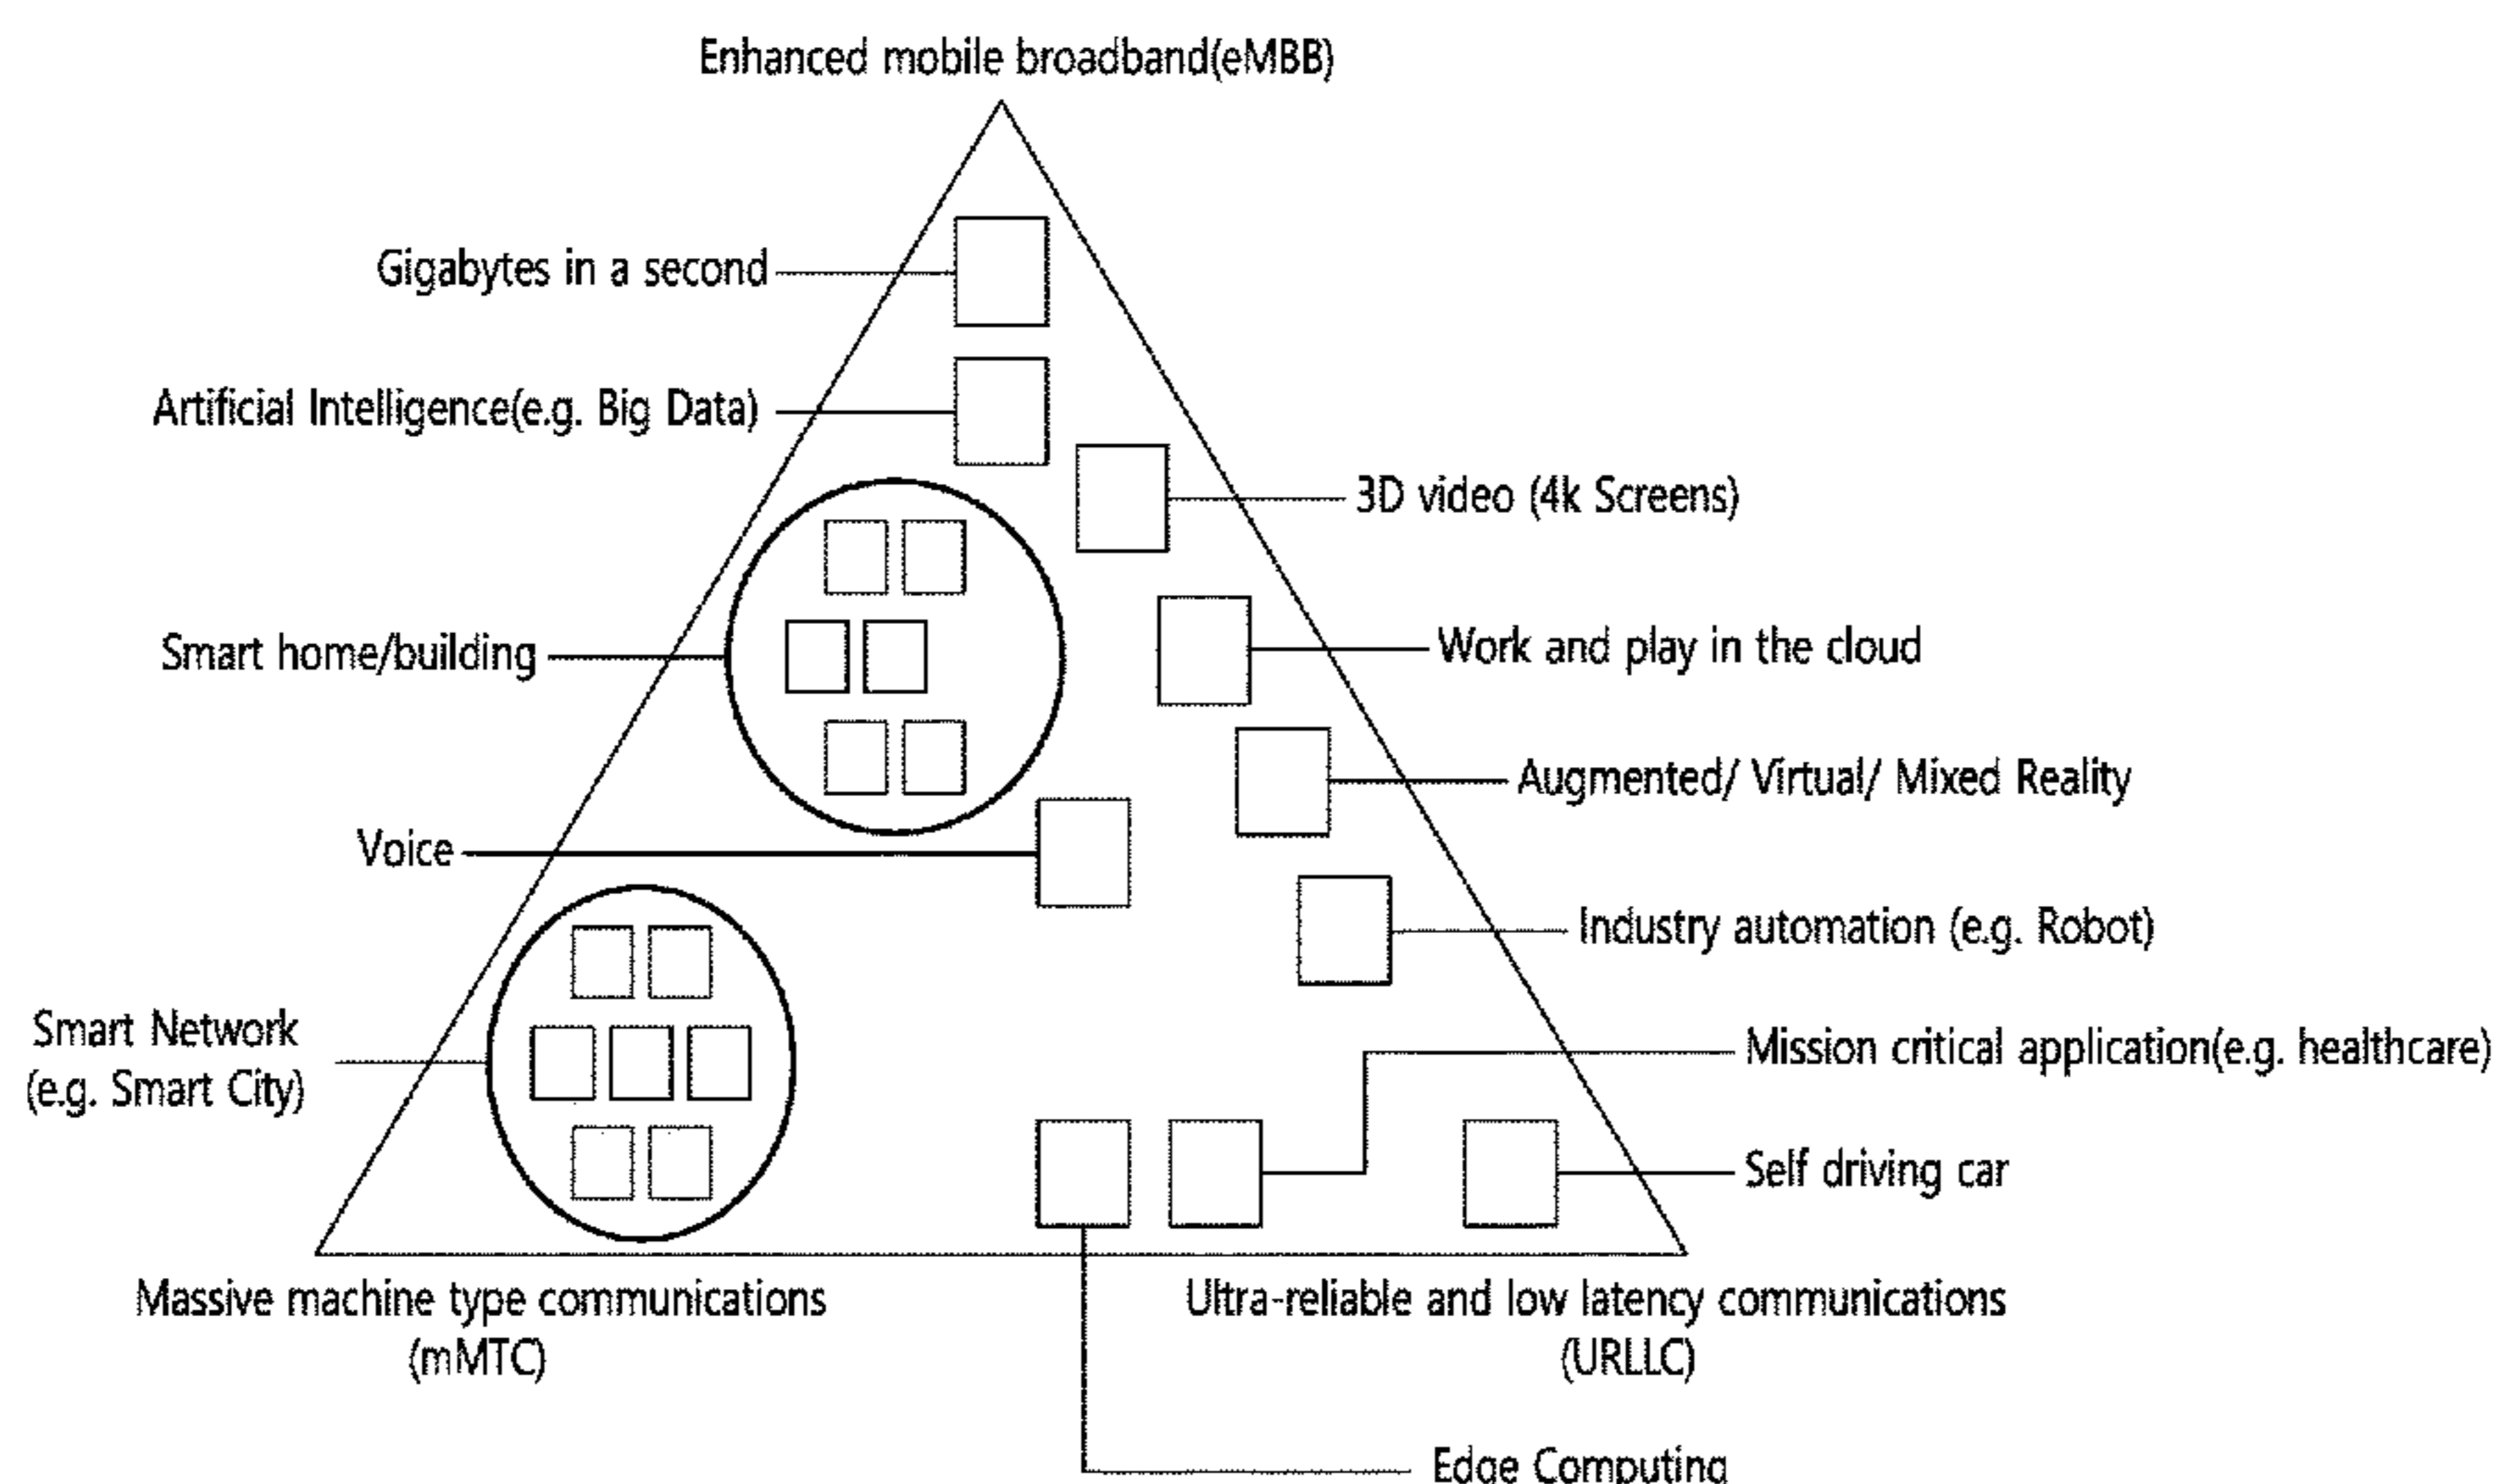 Enhanced mobile broadband(eMBB)
Gigabytes in a second
Artificial Intelligence(e.g. Big Data)
3D video (4k Screens)
Smart home/building
Work and play in the cloud
Augmented/ Virtual/ Mixed Reality
Voice
Industry automation (e.g. Robot)
Smart Network
(e.g. Smart City)
Mission critical application(e.g. healthcare)
Self driving car
Massive machine type communications
(mMTC)
Ultra-reliable and low latency communications
(URLLC)
Edge Computing